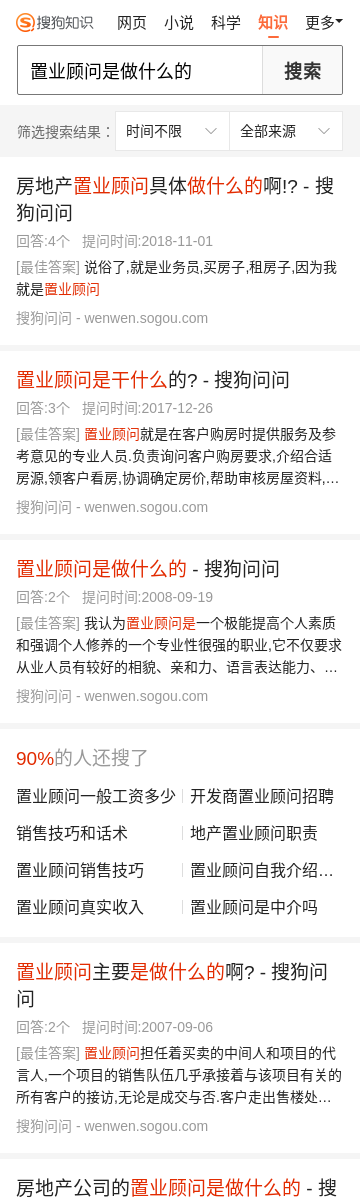 搜狗知识 网页 小说 科学 知识 更多
置业顾问是做什么的 搜索
筛选搜索结果： 时间不限 全部来源
房地产置业顾问具体做什么的啊!? - 搜
狗问问
回答:4个 提问时间:2018-11-01
[最佳答案] 说俗了,就是业务员,买房子,租房子,因为我
就是置业顾问
搜狗问问 - wenwen.sogou.com
置业顾问是干什么的? - 搜狗问问
回答:3个 提问时间:2017-12-26
[最佳答案] 置业顾问就是在客户购房时提供服务及参
考意见的专业人员.负责询问客户购房要求,介绍合适
房源,领客户看房,协调确定房价,帮助审核房屋资料,…
搜狗问问 - wenwen.sogou.com
置业顾问是做什么的 - 搜狗问问
回答:2个 提问时间:2008-09-19
[最佳答案] 我认为置业顾问是一个极能提高个人素质
和强调个人修养的一个专业性很强的职业,它不仅要求
从业人员有较好的相貌、亲和力、语言表达能力、…
搜狗问问 - wenwen.sogou.com
90%的人还搜了
置业顾问一般工资多少 开发商置业顾问招聘
销售技巧和话术 地产置业顾问职责
置业顾问销售技巧 置业顾问自我介绍…
置业顾问真实收入 置业顾问是中介吗
置业顾问主要是做什么的啊? - 搜狗问
问
回答:2个 提问时间:2007-09-06
[最佳答案] 置业顾问担任着买卖的中间人和项目的代
言人,一个项目的销售队伍几乎承接着与该项目有关的
所有客户的接访,无论是成交与否.客户走出售楼处…
搜狗问问 - wenwen.sogou.com
房地产公司的置业顾问是做什么的 - 搜